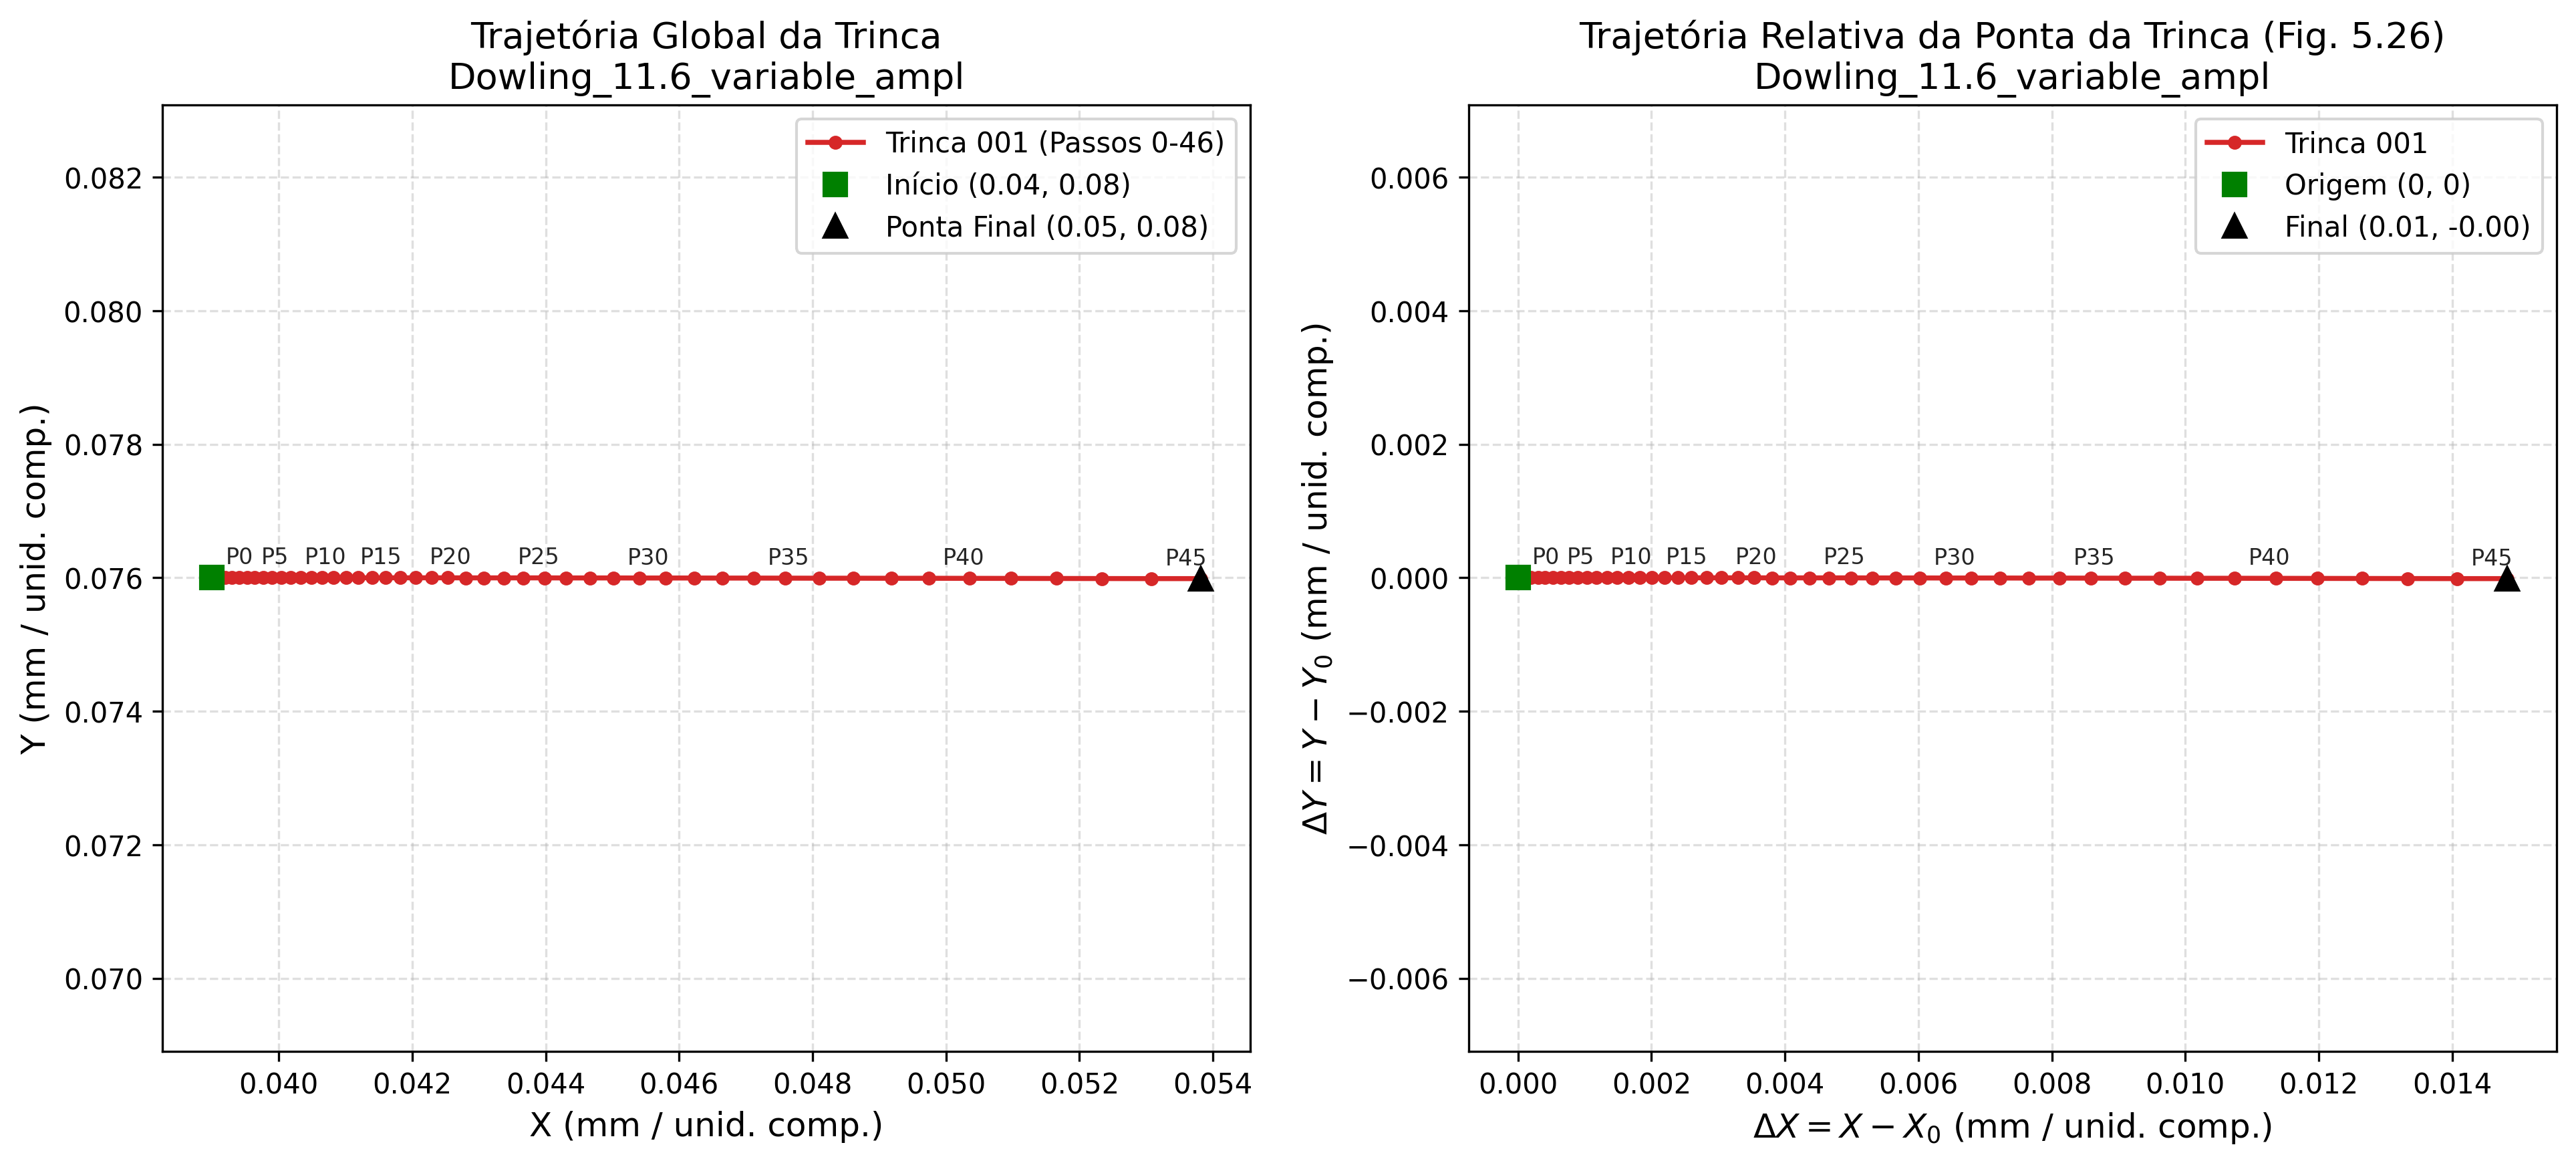 Trajetória Global da Trinca
Dowling_11.6_variable_ampl
Trinca 001 (Passos 0-46)
Início (0.04, 0.08)
Ponta Final (0.05, 0.08)
Y (mm / unid. comp.)
0.082
0.080
0.078
0.076
0.074
0.072
0.070
P0 P5 P10 P15 P20 P25 P30 P35 P40 P45
0.040 0.042 0.044 0.046 0.048 0.050 0.052 0.054
X (mm / unid. comp.)
Trajetória Relativa da Ponta da Trinca (Fig. 5.26)
Dowling_11.6_variable_ampl
Trinca 001
Origem (0, 0)
Final (0.01, -0.00)
ΔY = Y − Y₀ (mm / unid. comp.)
0.006
0.004
0.002
0.000
−0.002
−0.004
−0.006
P0 P5 P10 P15 P20 P25 P30 P35 P40 P45
0.000 0.002 0.004 0.006 0.008 0.010 0.012 0.014
ΔX = X − X₀ (mm / unid. comp.)